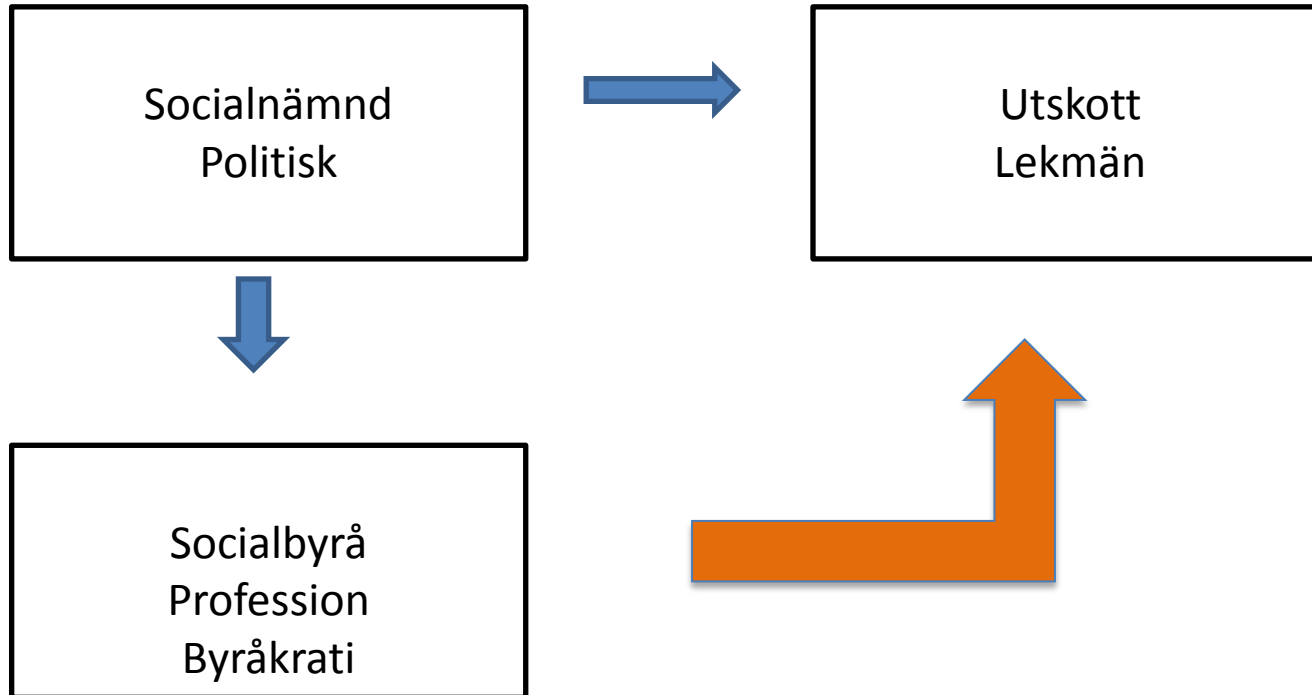 Socialnämnd
Politisk
Utskott
Lekmän
Socialbyrå
Profession
Byråkrati